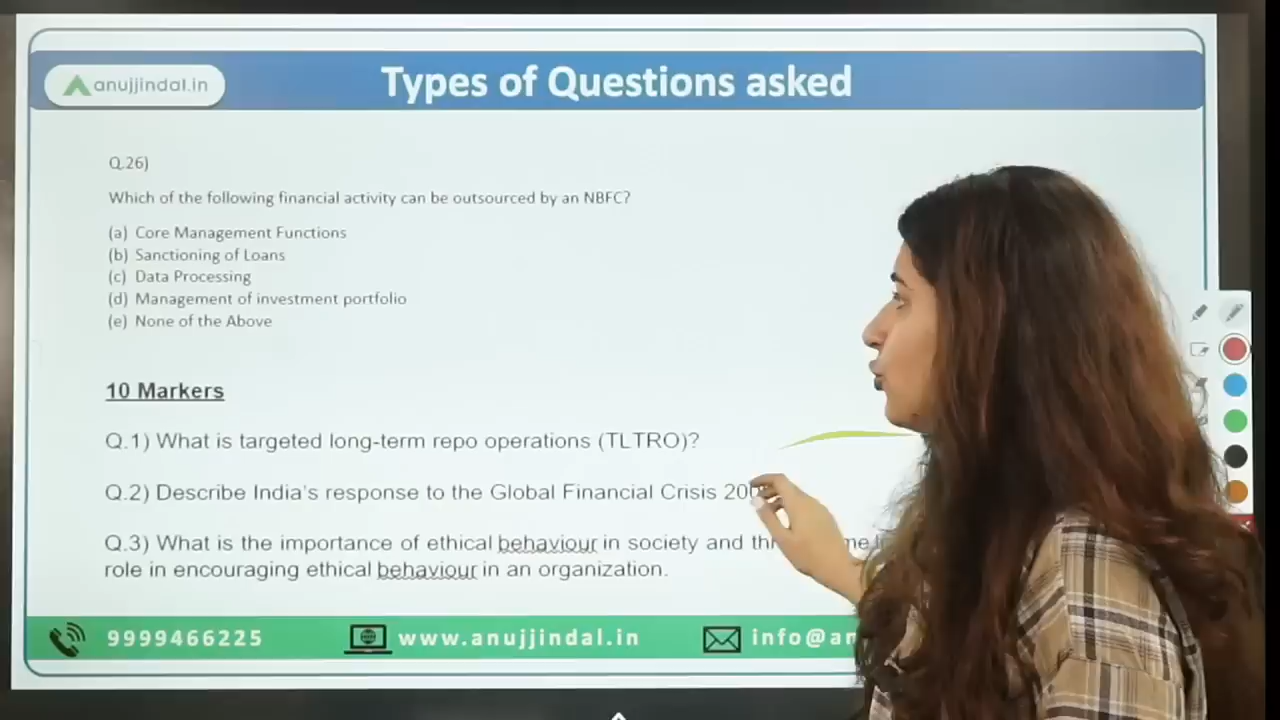 anujjindal.in
Types of Questions asked
Q.26)
Which of the following financial activity can be outsourced by an NBFC?
(a) Core Management Functions
(b) Sanctioning of Loans
(c) Data Processing
(d) Management of investment portfolio
(e) None of the Above
10 Markers
Q.1) What is targeted long-term repo operations (TLTRO)?
Q.2) Describe India's response to the Global Financial Crisis
Q.3) What is the importance of ethical behaviour in society and
role in encouraging ethical behaviour in an organization.
9999466225
www.anujjindal.in